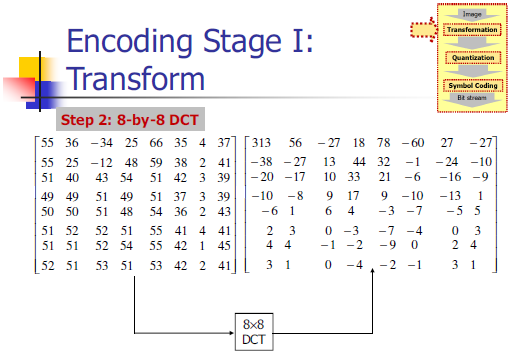 Encoding Stage I:
Transform
Image
Transformation
Quantization
Symbol Coding
Bit stream
Step 2: 8-by-8 DCT
55 36 −34 25 66 35 4 37
55 25 −12 48 59 38 2 41
51 40 43 54 51 42 3 39
49 49 51 49 51 37 3 39
50 50 51 48 54 36 2 43
51 52 52 51 55 41 4 41
51 51 52 54 55 42 1 45
52 51 53 51 53 42 2 41
313 56 −27 18 78 −60 27 −27
−38 −27 13 44 32 −1 −24 −10
−20 −17 10 33 21 −6 −16 −9
−10 −8 9 17 9 −10 −13 1
−6 1 6 4 −3 −7 −5 5
2 3 0 −3 −7 −4 0 3
4 4 −1 −2 −9 0 2 4
3 1 0 −4 −2 −1 3 1
8×8
DCT